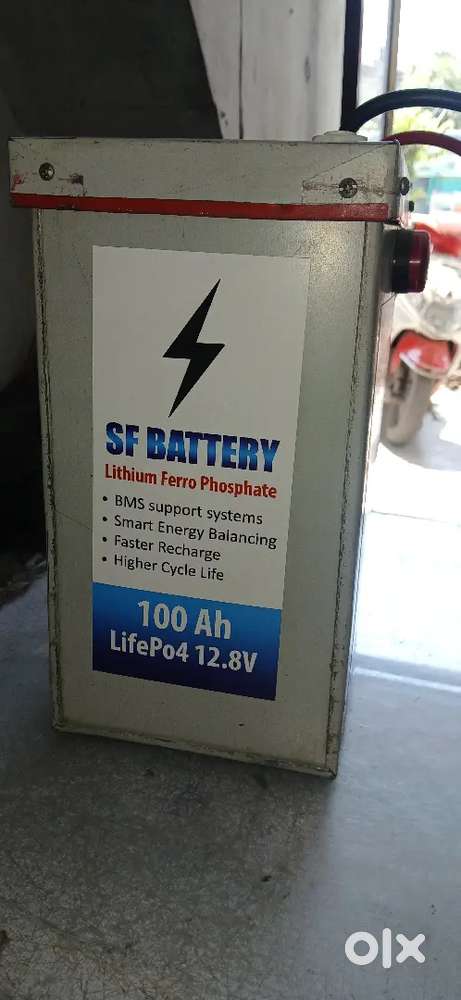 SF BATTERY
Lithium Ferro Phosphate
• BMS support systems
• Smart Energy Balancing
• Faster Recharge
• Higher Cycle Life
100 Ah
LifePo4 12.8V
olx